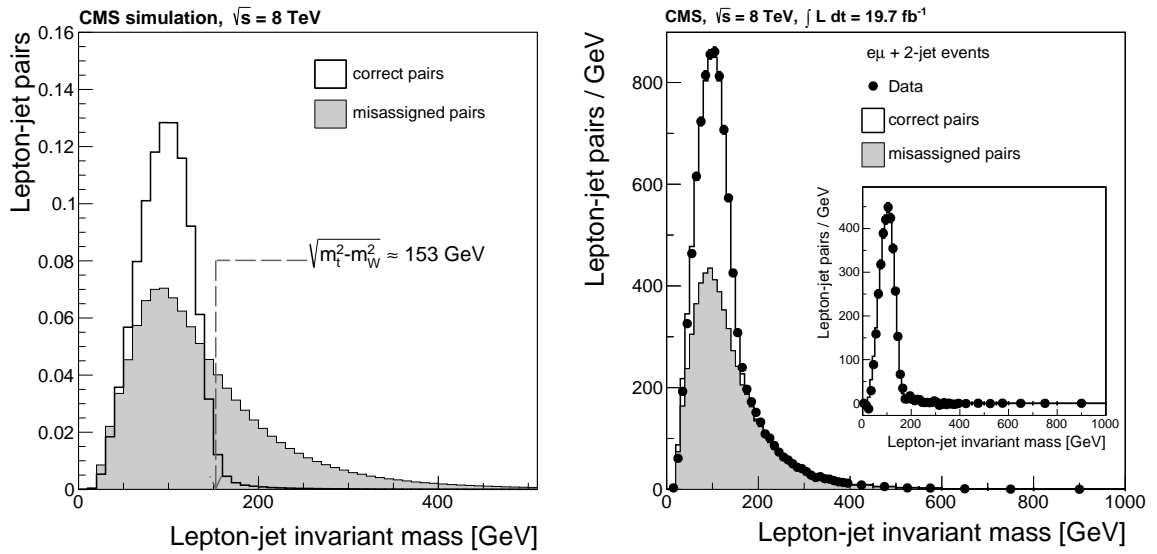 CMS simulation, √s = 8 TeV
Lepton-jet pairs
0.16
0.14
0.12
0.1
0.08
0.06
0.04
0.02
0
correct pairs
misassigned pairs
√m_t^2-m_W^2 ≈ 153 GeV
200
400
Lepton-jet invariant mass [GeV]
CMS, √s = 8 TeV, ∫ L dt = 19.7 fb⁻¹
Lepton-jet pairs / GeV
800
600
400
200
0
eμ + 2-jet events
Data
correct pairs
misassigned pairs
Lepton-jet pairs / GeV
400
300
200
100
0
0
200
400
600
800
1000
Lepton-jet invariant mass [GeV]
0
200
400
600
800
1000
Lepton-jet invariant mass [GeV]